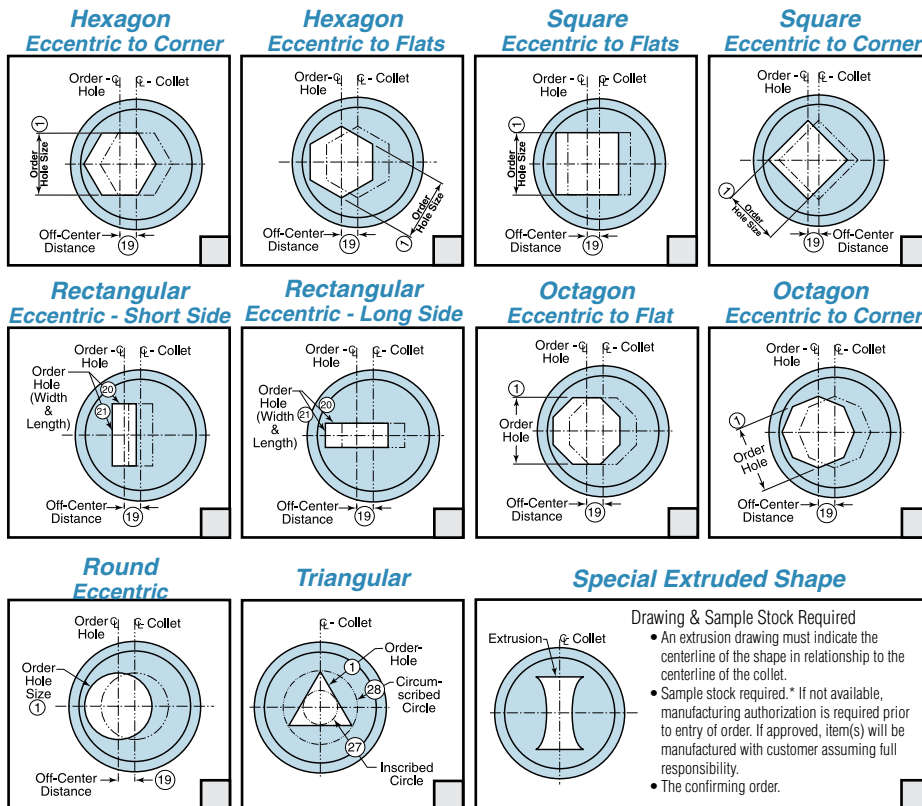 Hexagon
Eccentric to Corner
Order - ℄
Hole
℄ - Collet
1
Order
Hole Size
Off-Center
Distance
19
Hexagon
Eccentric to Flats
Order - ℄
Hole
℄ - Collet
Order
Hole Size
1
Off-Center
Distance
19
Square
Eccentric to Flats
Order - ℄
Hole
℄ - Collet
1
Order
Hole Size
Off-Center
Distance
19
Square
Eccentric to Corner
Order - ℄
Hole
℄ - Collet
1
Order
Hole Size
19
Off-Center
Distance
Rectangular
Eccentric - Short Side
Order - ℄
Hole
℄ - Collet
Order
Hole
(Width
&
Length)
20
21
Off-Center
Distance
19
Rectangular
Eccentric - Long Side
Order - ℄
Hole
℄ - Collet
Order
Hole
(Width
&
Length)
20
21
Off-Center
Distance
19
Octagon
Eccentric to Flat
Order - ℄
Hole
℄ - Collet
1
Order
Hole
Off-Center
Distance
19
Octagon
Eccentric to Corner
Order - ℄
Hole
℄ - Collet
1
Order
Hole
Off-Center
Distance
19
Round
Eccentric
Order ℄
Hole
℄ Collet
Order
Hole
Size
1
Off-Center
Distance
19
Triangular
℄ - Collet
Order-
Hole
1
Circum-
scribed
Circle
28
27
Inscribed
Circle
Special Extruded Shape
Extrusion
℄ - Collet
Drawing & Sample Stock Required
• An extrusion drawing must indicate the
centerline of the shape in relationship to the
centerline of the collet.
• Sample stock required.* If not available,
manufacturing authorization is required prior
to entry of order. If approved, item(s) will be
manufactured with customer assuming full
responsibility.
• The confirming order.